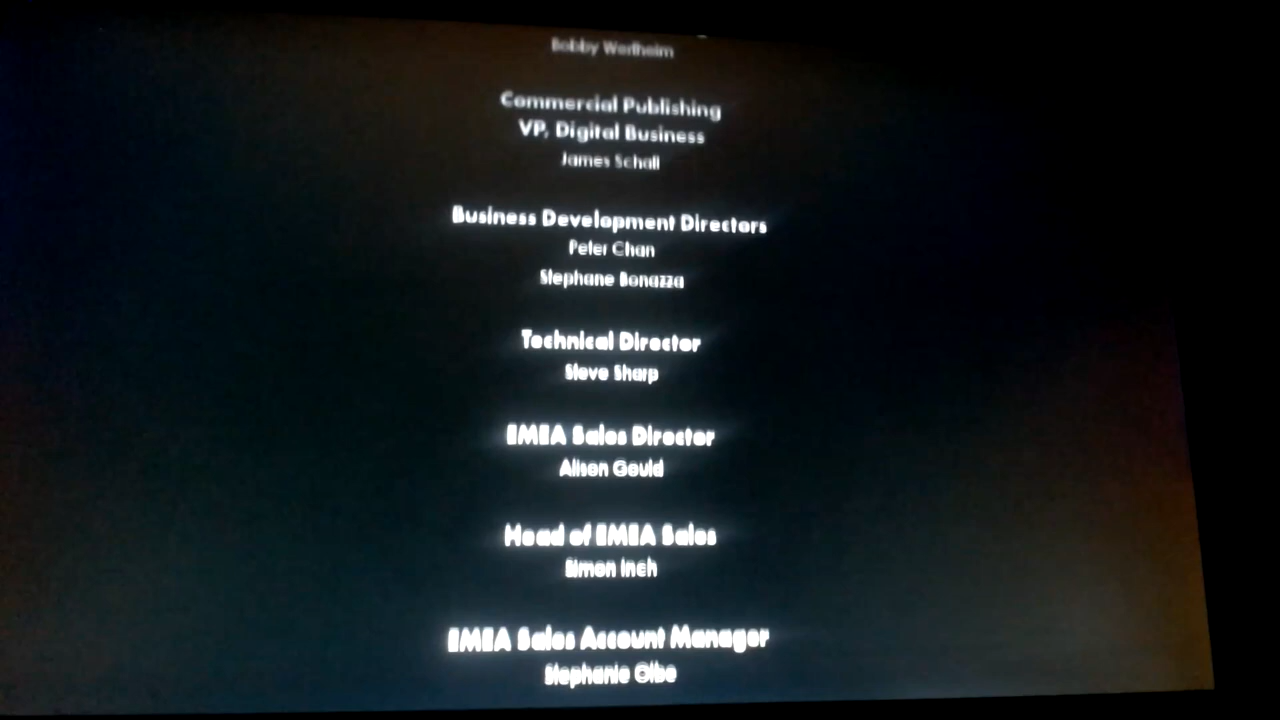 Bobby Wertheim
Commercial Publishing
VP, Digital Business
James Schall
Business Development Directors
Peter Chan
Stephane Bonazza
Technical Director
Steve Sharp
EMEA Sales Director
Alison Gould
Head of EMEA Sales
Simon Inch
EMEA Sales Account Manager
Stephanie